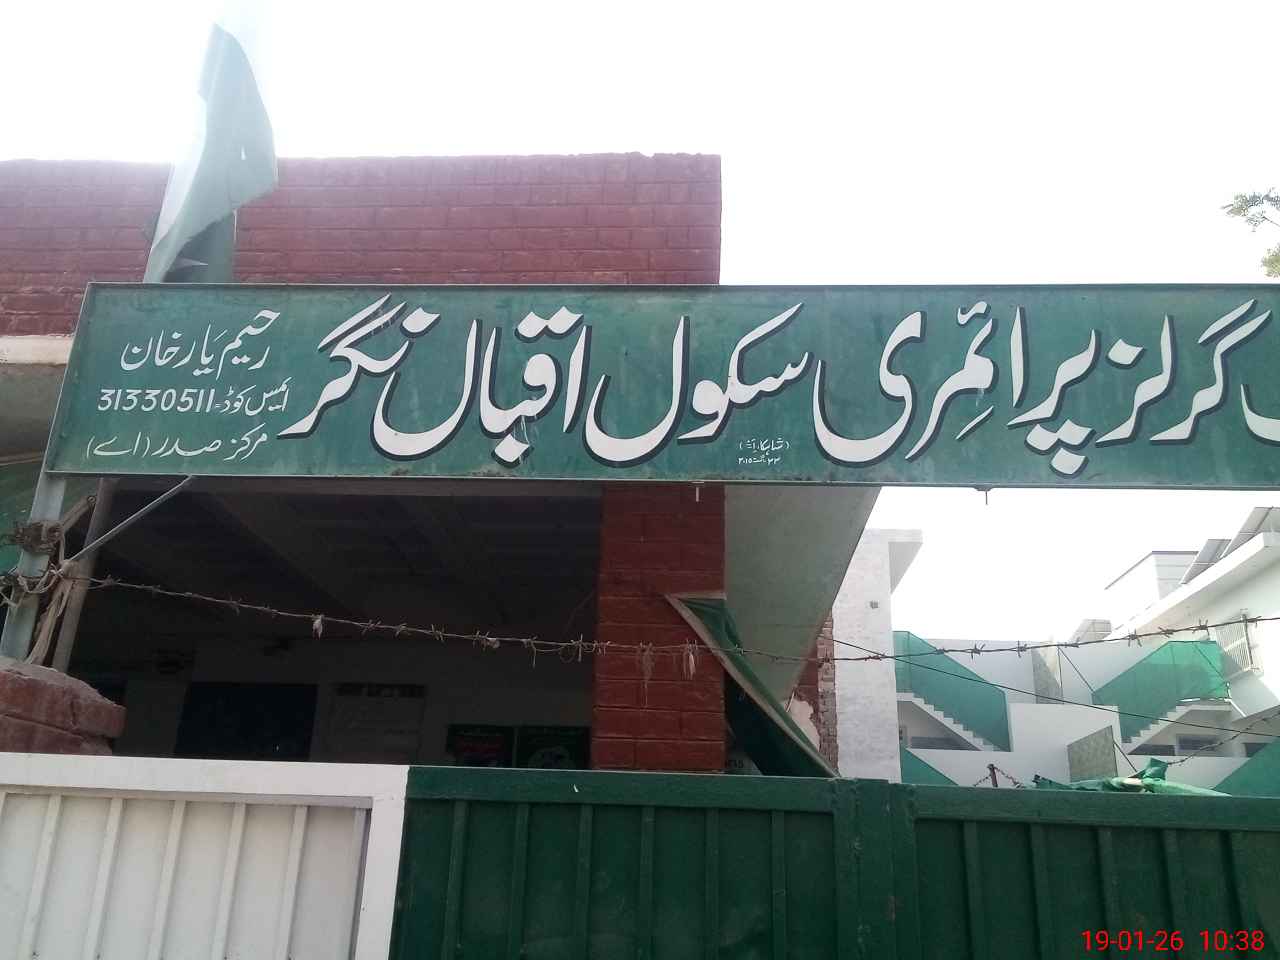 گرلز پرائمری سکول اقبال نگر
رحیم یار خان
ایمس کوڈ 31330511
مرکز صدر (اے)
19-01-26 10:38